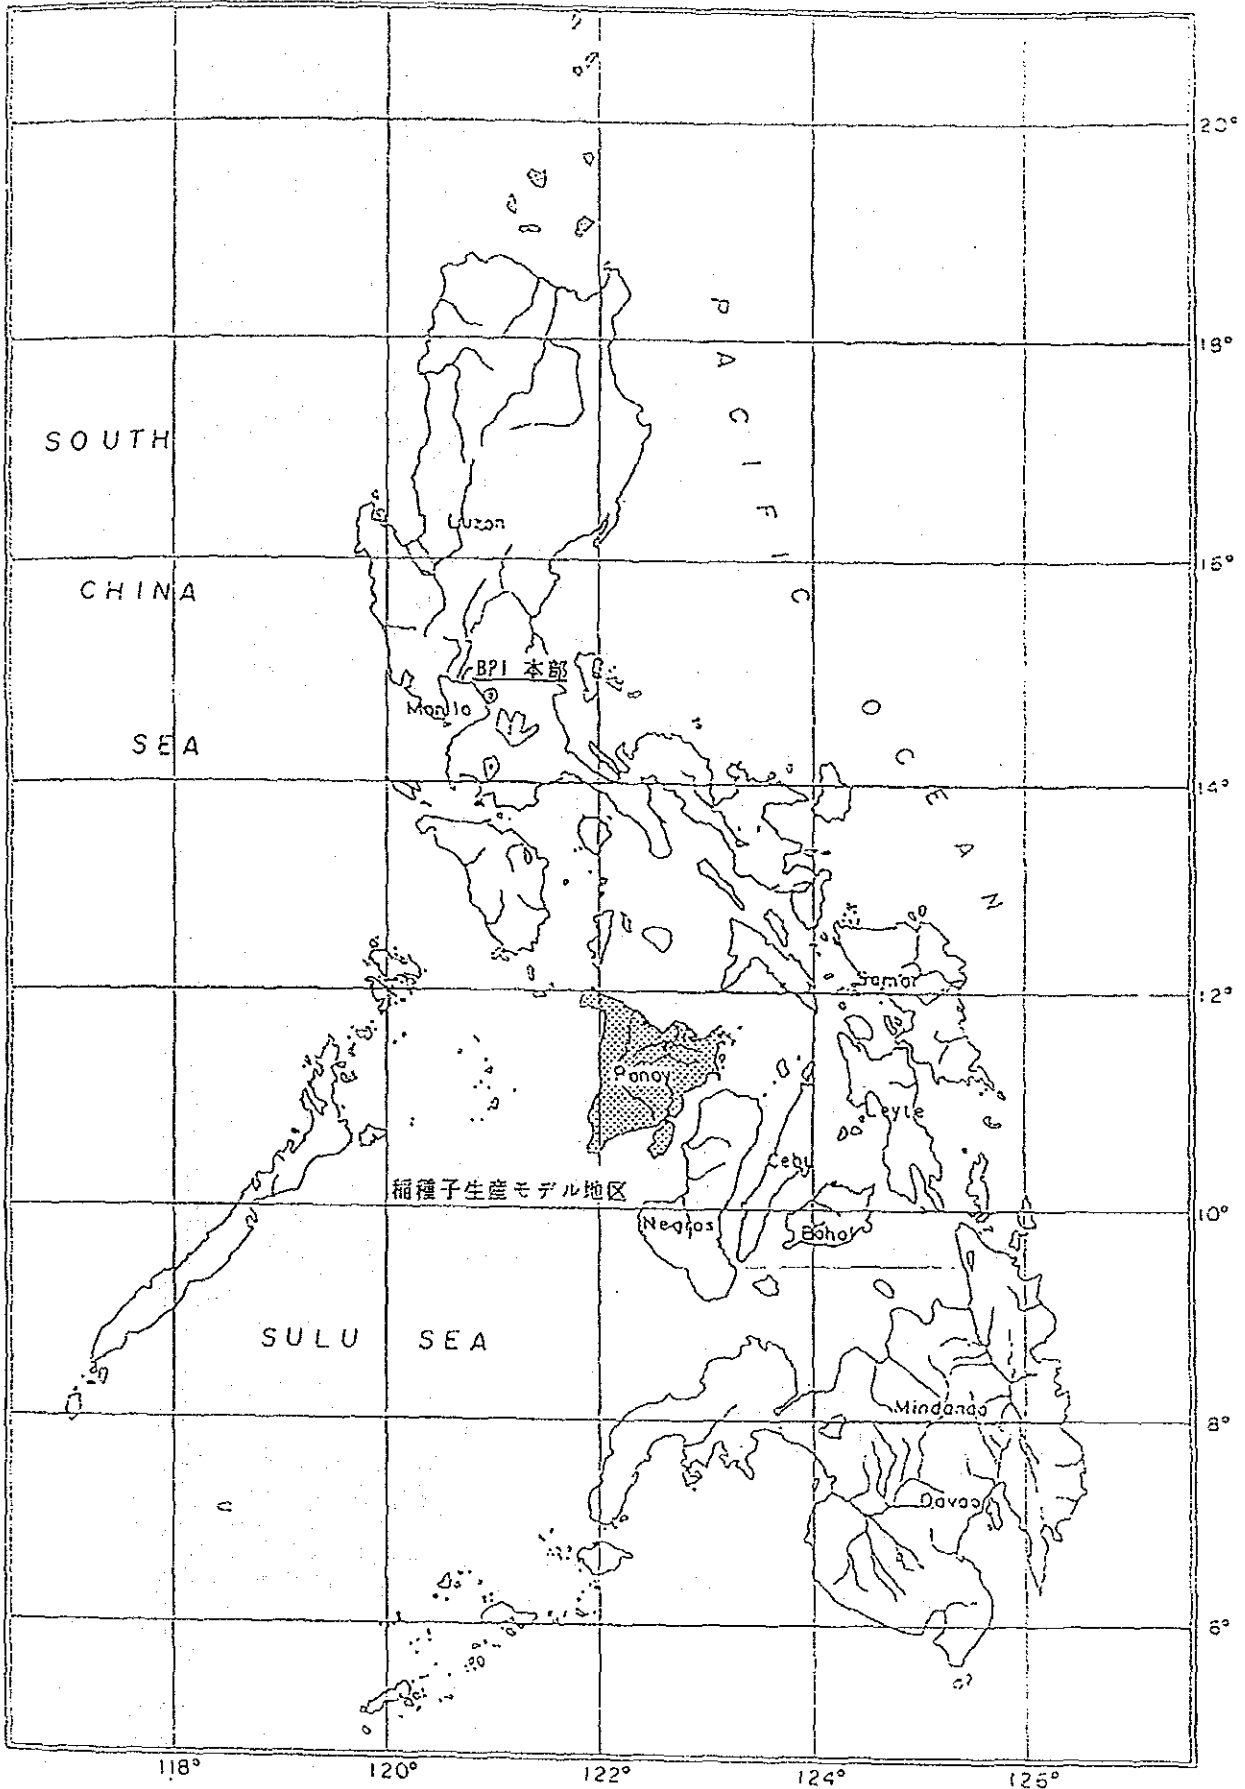 20°
PACIFIC
18°
SOUTH
Luzon
16°
CHINA
BPI 本部
Manila
OCEAN
SEA
14°
Samar
12°
Panay
Leyte
Cebu
稲種子生産モデル地区
10°
Negros
Bohol
SULU SEA
Mindanao
8°
Davao
6°
118° 120° 122° 124° 126°